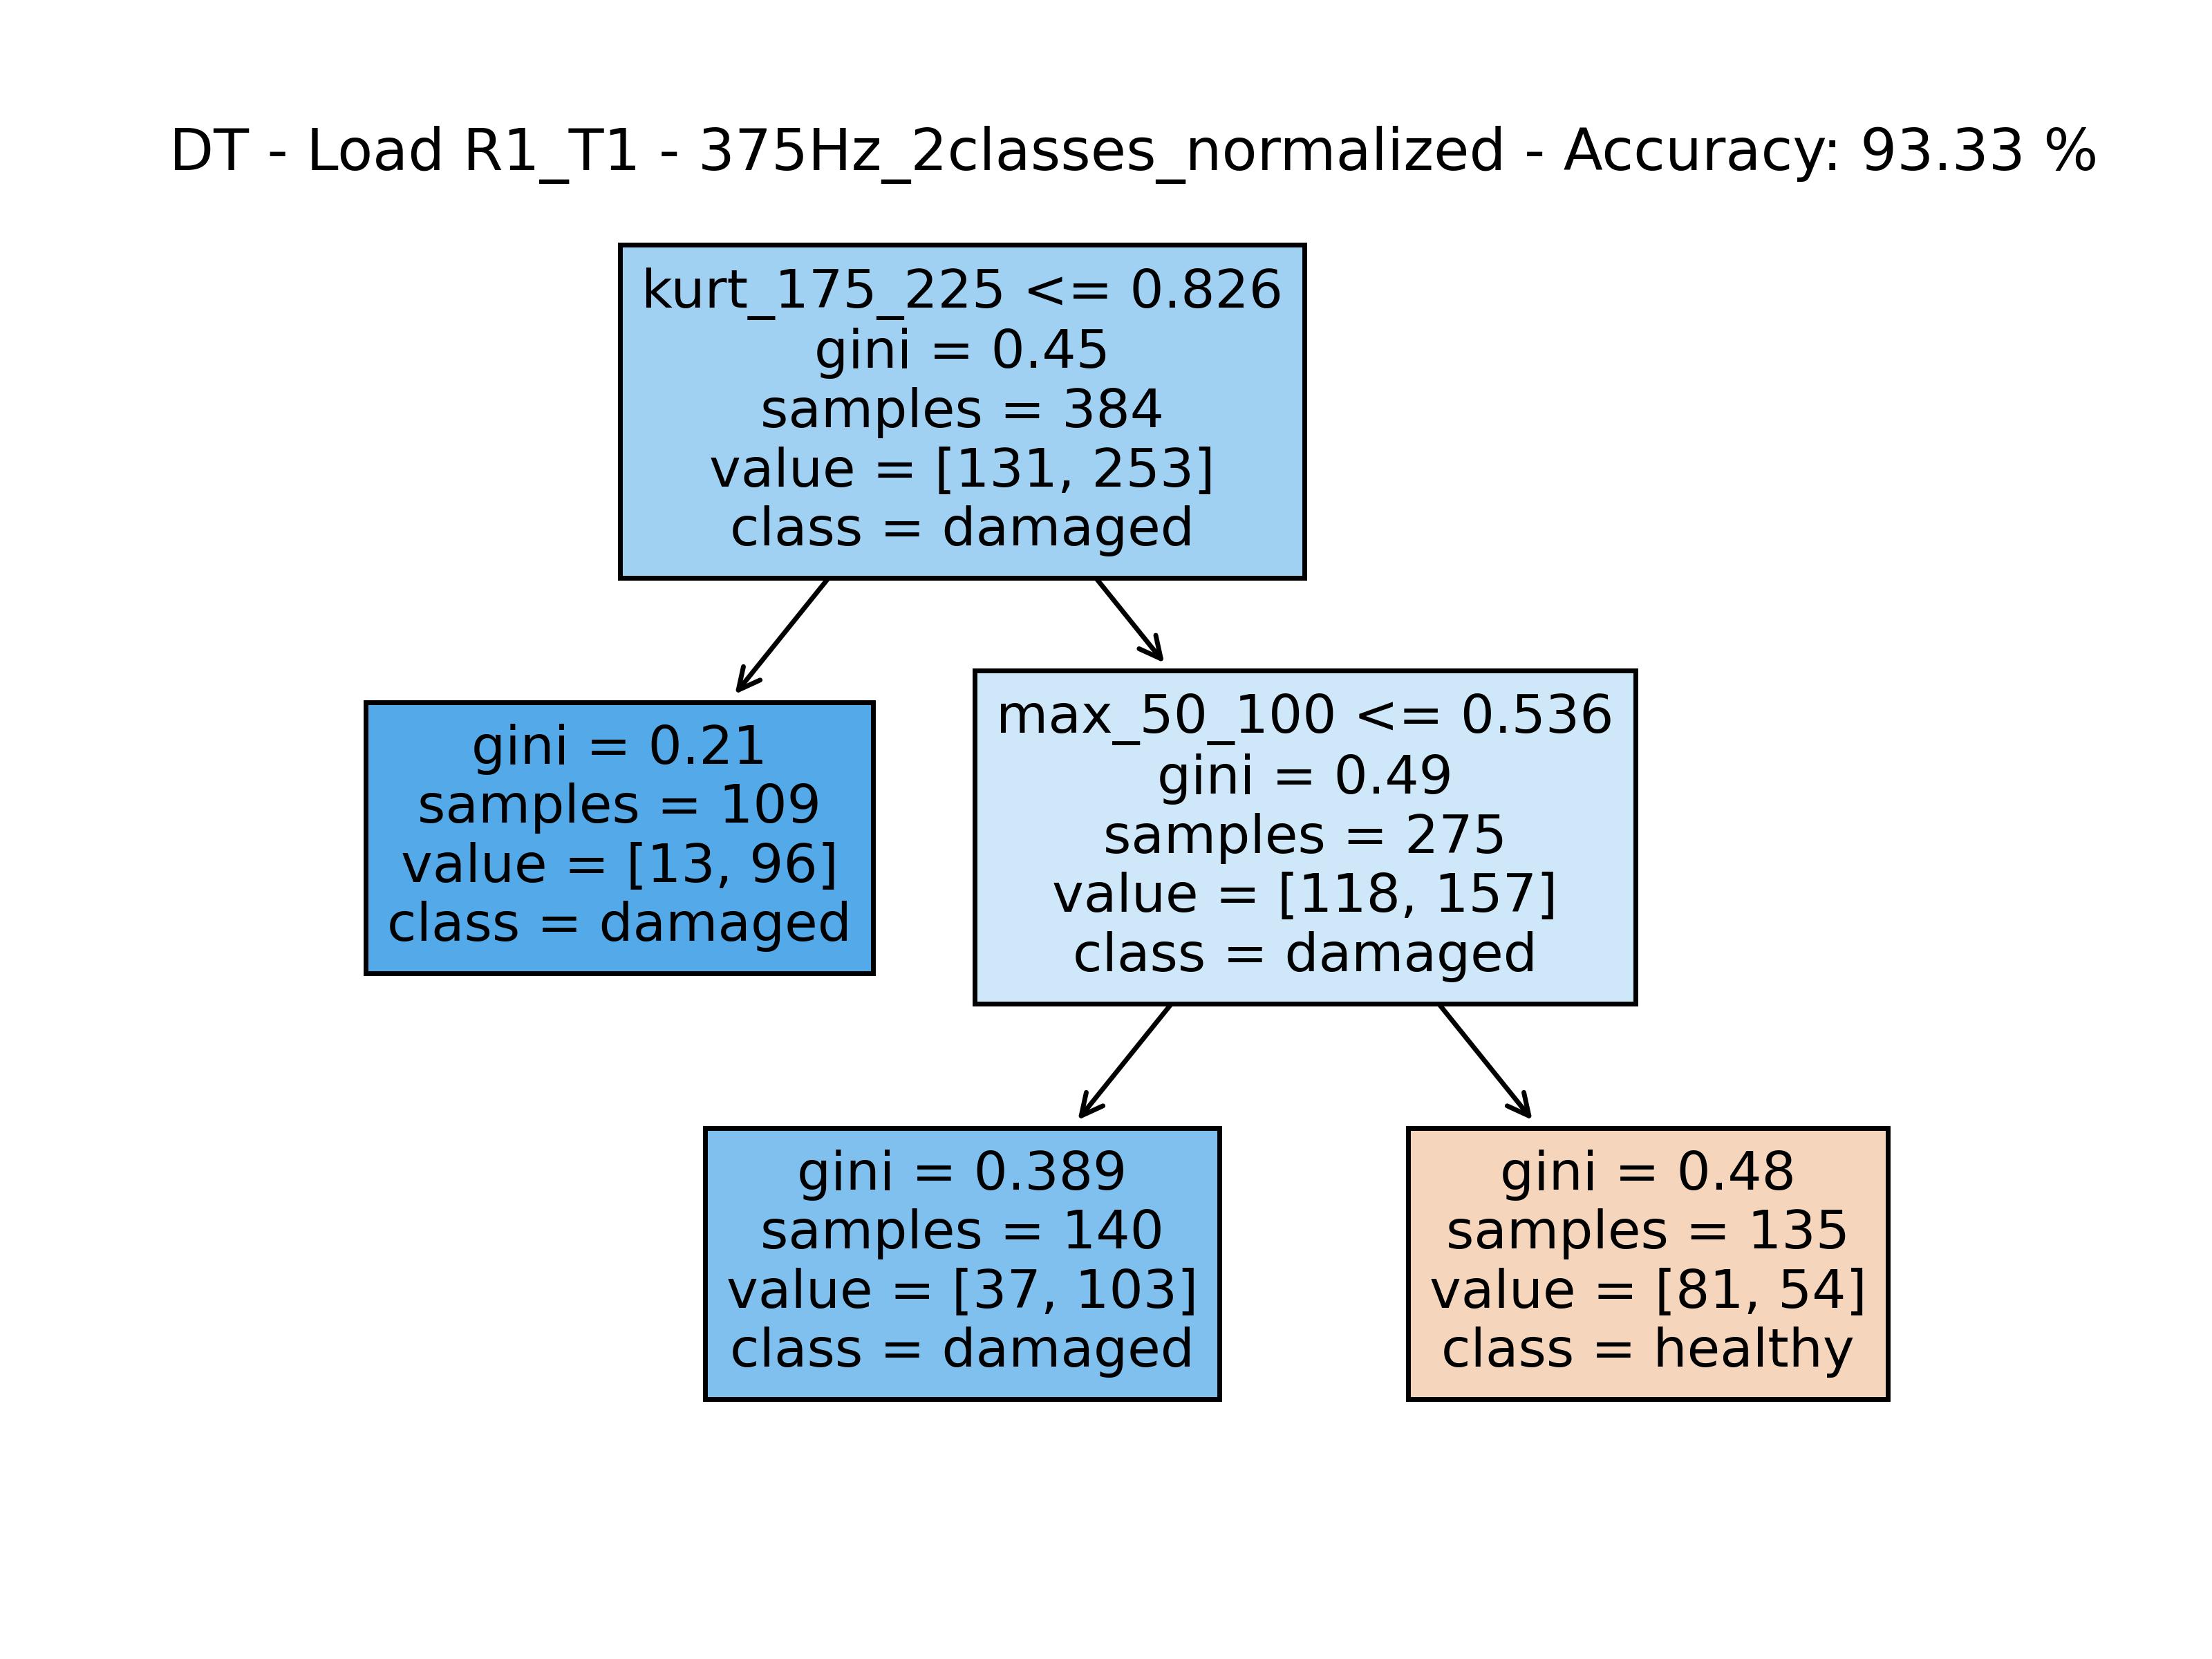 DT - Load R1_T1 - 375Hz_2classes_normalized - Accuracy: 93.33 %
kurt_175_225 <= 0.826
gini = 0.45
samples = 384
value = [131, 253]
class = damaged
gini = 0.21
samples = 109
value = [13, 96]
class = damaged
max_50_100 <= 0.536
gini = 0.49
samples = 275
value = [118, 157]
class = damaged
gini = 0.389
samples = 140
value = [37, 103]
class = damaged
gini = 0.48
samples = 135
value = [81, 54]
class = healthy